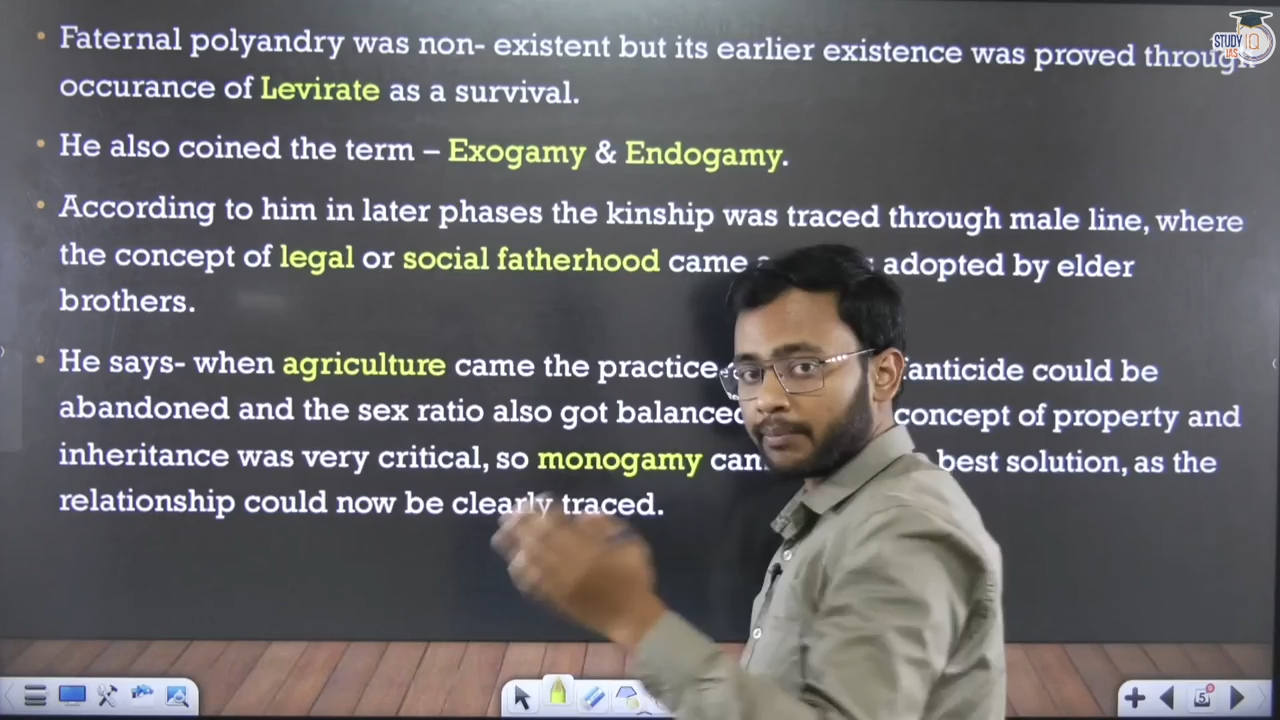 Faternal polyandry was non- existent but its earlier existence was proved through
occurance of Levirate as a survival.
He also coined the term – Exogamy & Endogamy.
According to him in later phases the kinship was traced through male line, where
the concept of legal or social fatherhood came adopted by elder
brothers.
He says- when agriculture came the practice could be
abandoned and the sex ratio also got balanced concept of property and
inheritance was very critical, so monogamy best solution, as the
relationship could now be clearly traced.
STUDY IQ
IAS
5